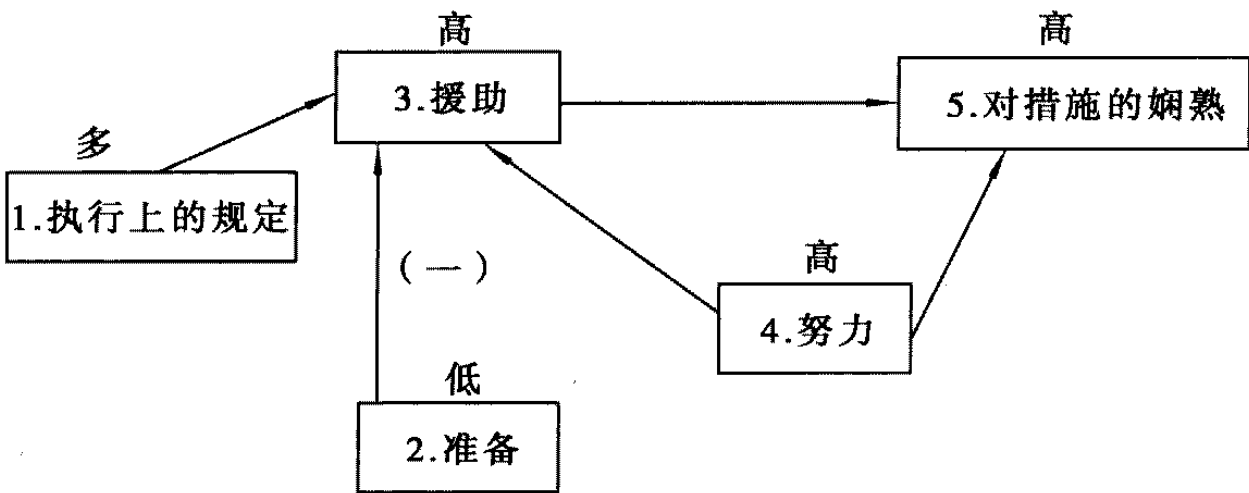 高
3.援助
高
5.对措施的娴熟
多
1.执行上的规定
(一)
高
4.努力
低
2.准备